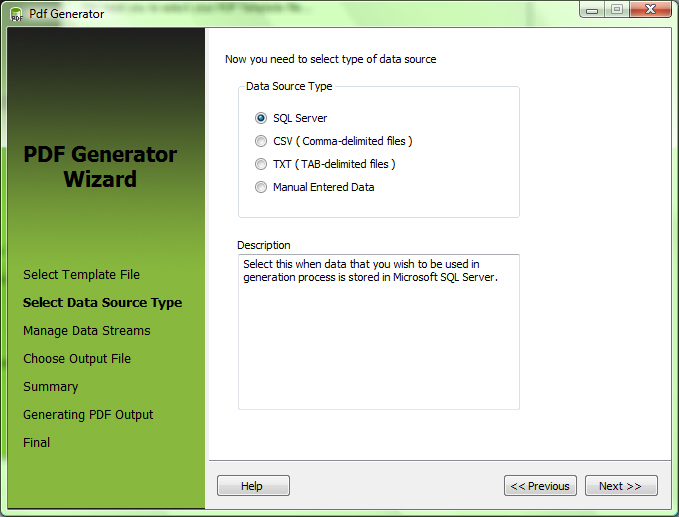 Pdf Generator
PDF Generator
Wizard
Select Template File
Select Data Source Type
Manage Data Streams
Choose Output File
Summary
Generating PDF Output
Final
Now you need to select type of data source
Data Source Type
SQL Server
CSV ( Comma-delimited files )
TXT ( TAB-delimited files )
Manual Entered Data
Description
Select this when data that you wish to be used in
generation process is stored in Microsoft SQL Server.
Help
<< Previous
Next >>